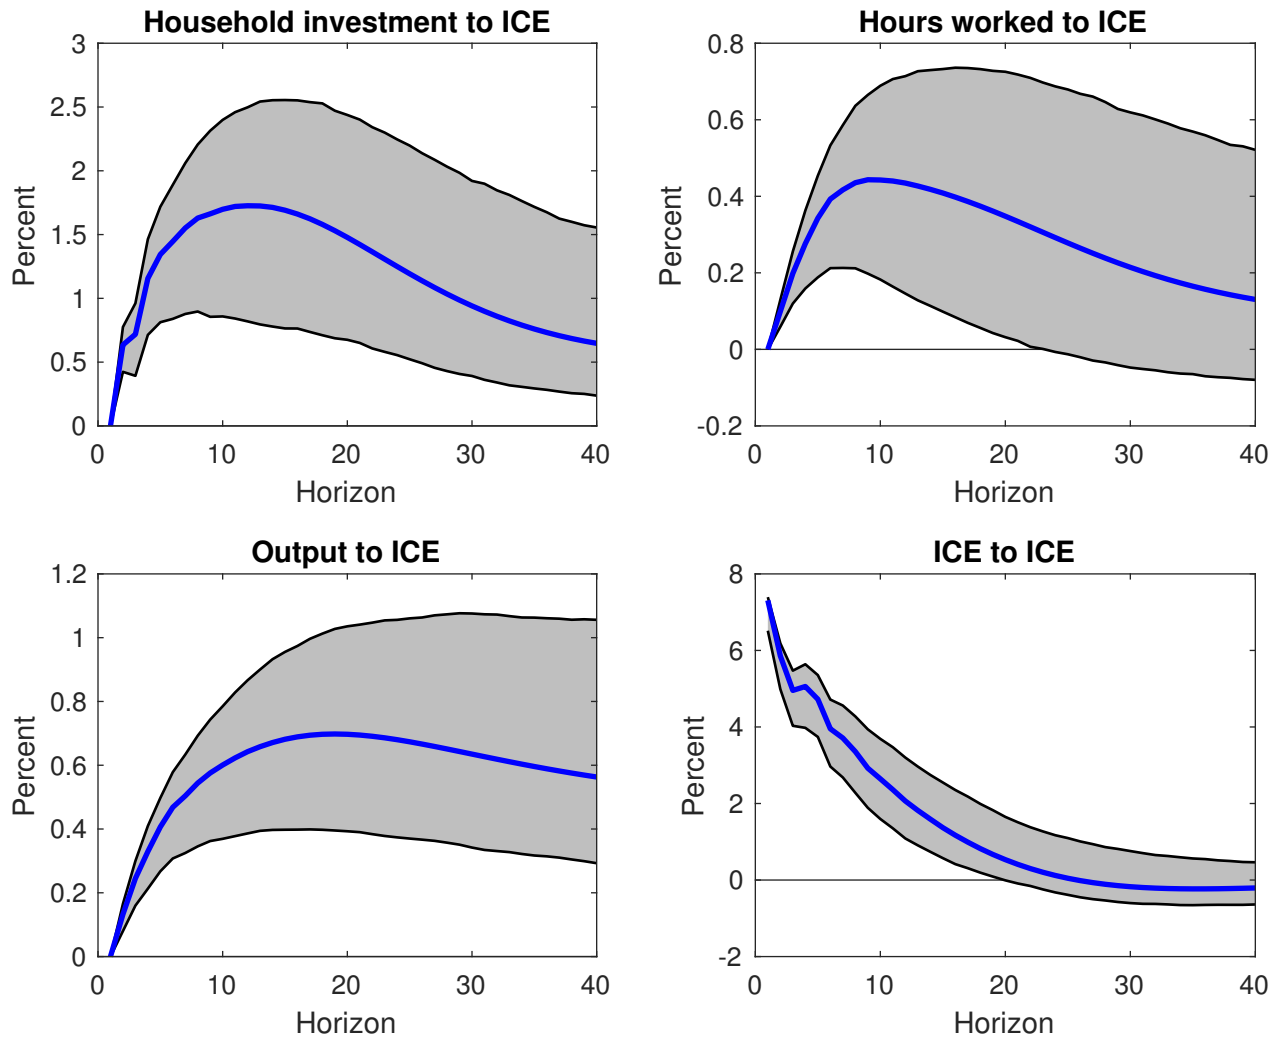 Household investment to ICE
3
2.5
2
1.5
1
0.5
0
Percent
0 10 20 30 40
Horizon
Hours worked to ICE
0.8
0.6
0.4
0.2
0
-0.2
Percent
0 10 20 30 40
Horizon
Output to ICE
1.2
1
0.8
0.6
0.4
0.2
0
Percent
0 10 20 30 40
Horizon
ICE to ICE
8
6
4
2
0
-2
Percent
0 10 20 30 40
Horizon